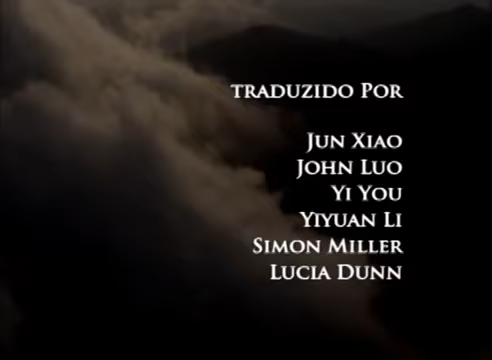 TRADUZIDO POR
JUN XIAO
JOHN LUO
YI YOU
YIYUAN LI
SIMON MILLER
LUCIA DUNN